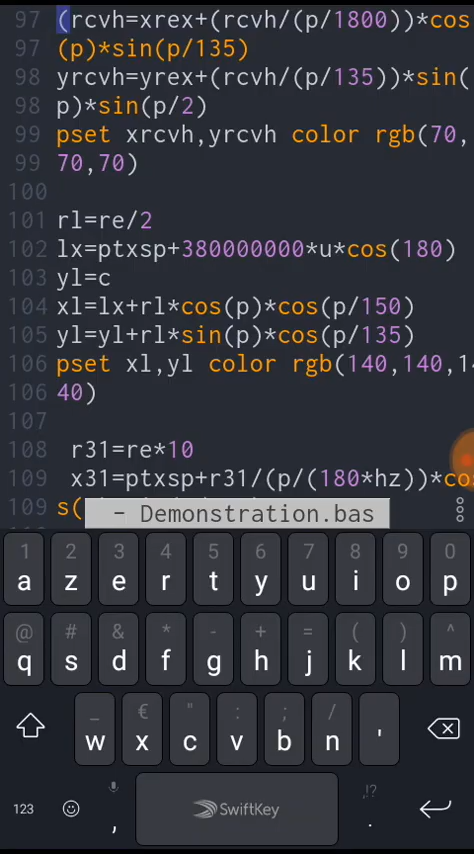 97 (rcvh=xrex+(rcvh/(p/1800))*cos
(p)*sin(p/135)
98 yrcvh=yrex+(rcvh/(p/135))*sin(
98 p)*sin(p/2)
99 pset xrcvh,yrcvh color rgb(70,
99 70,70)
100
101 rl=re/2
102 lx=ptxsp+380000000*u*cos(180)
103 yl=c
104 xl=lx+rl*cos(p)*cos(p/150)
105 yl=yl+rl*sin(p)*cos(p/135)
106 pset xl,yl color rgb(140,140,1
106 40)
107
108 r31=re*10
109 x31=ptxsp+r31/(p/(180*hz))*co
109 s(
- Demonstration.bas
1 2 3 4 5 6 7 8 9 0
a z e r t y u i o p
@ # & * - + = ( ) ^
q s d f g h j k l m
_ € " : ; /
w x c v b n '
123 , SwiftKey ,!? .